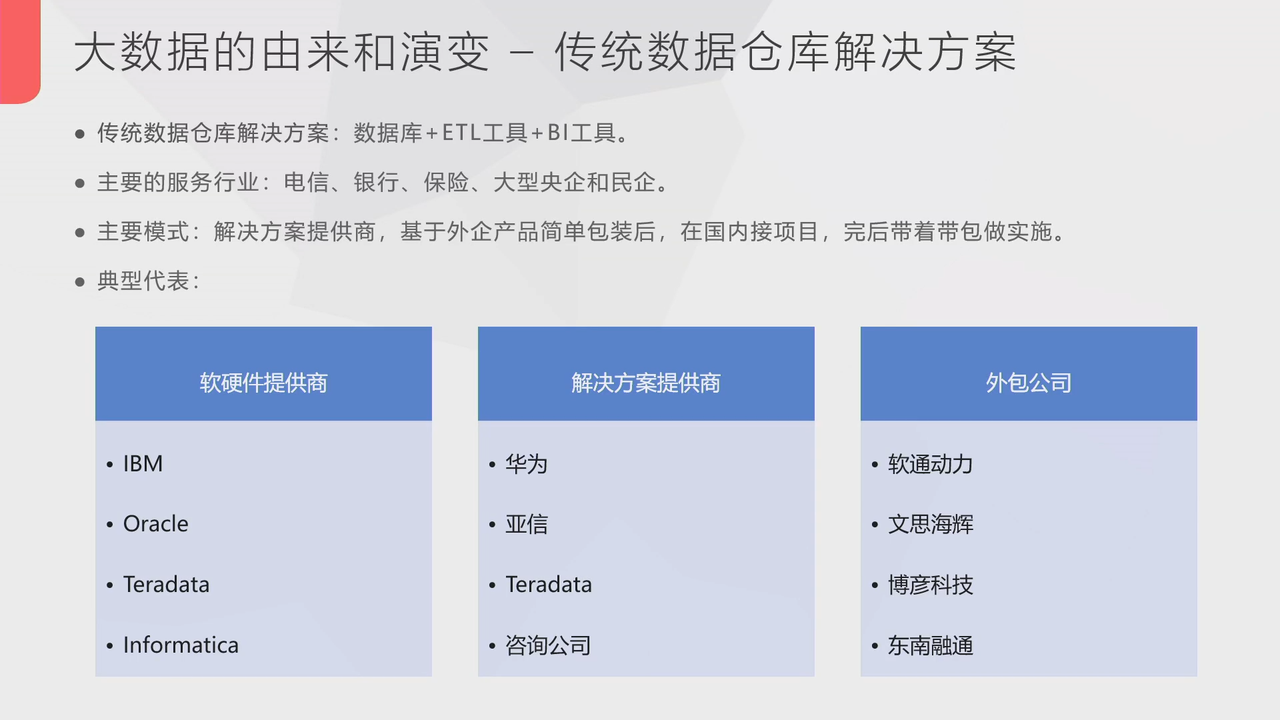 大数据的由来和演变 – 传统数据仓库解决方案
● 传统数据仓库解决方案：数据库+ETL工具+BI工具。
● 主要的服务行业：电信、银行、保险、大型央企和民企。
● 主要模式：解决方案提供商，基于外企产品简单包装后，在国内接项目，完后带着带包做实施。
● 典型代表：
软硬件提供商
• IBM
• Oracle
• Teradata
• Informatica
解决方案提供商
• 华为
• 亚信
• Teradata
• 咨询公司
外包公司
• 软通动力
• 文思海辉
• 博彦科技
• 东南融通